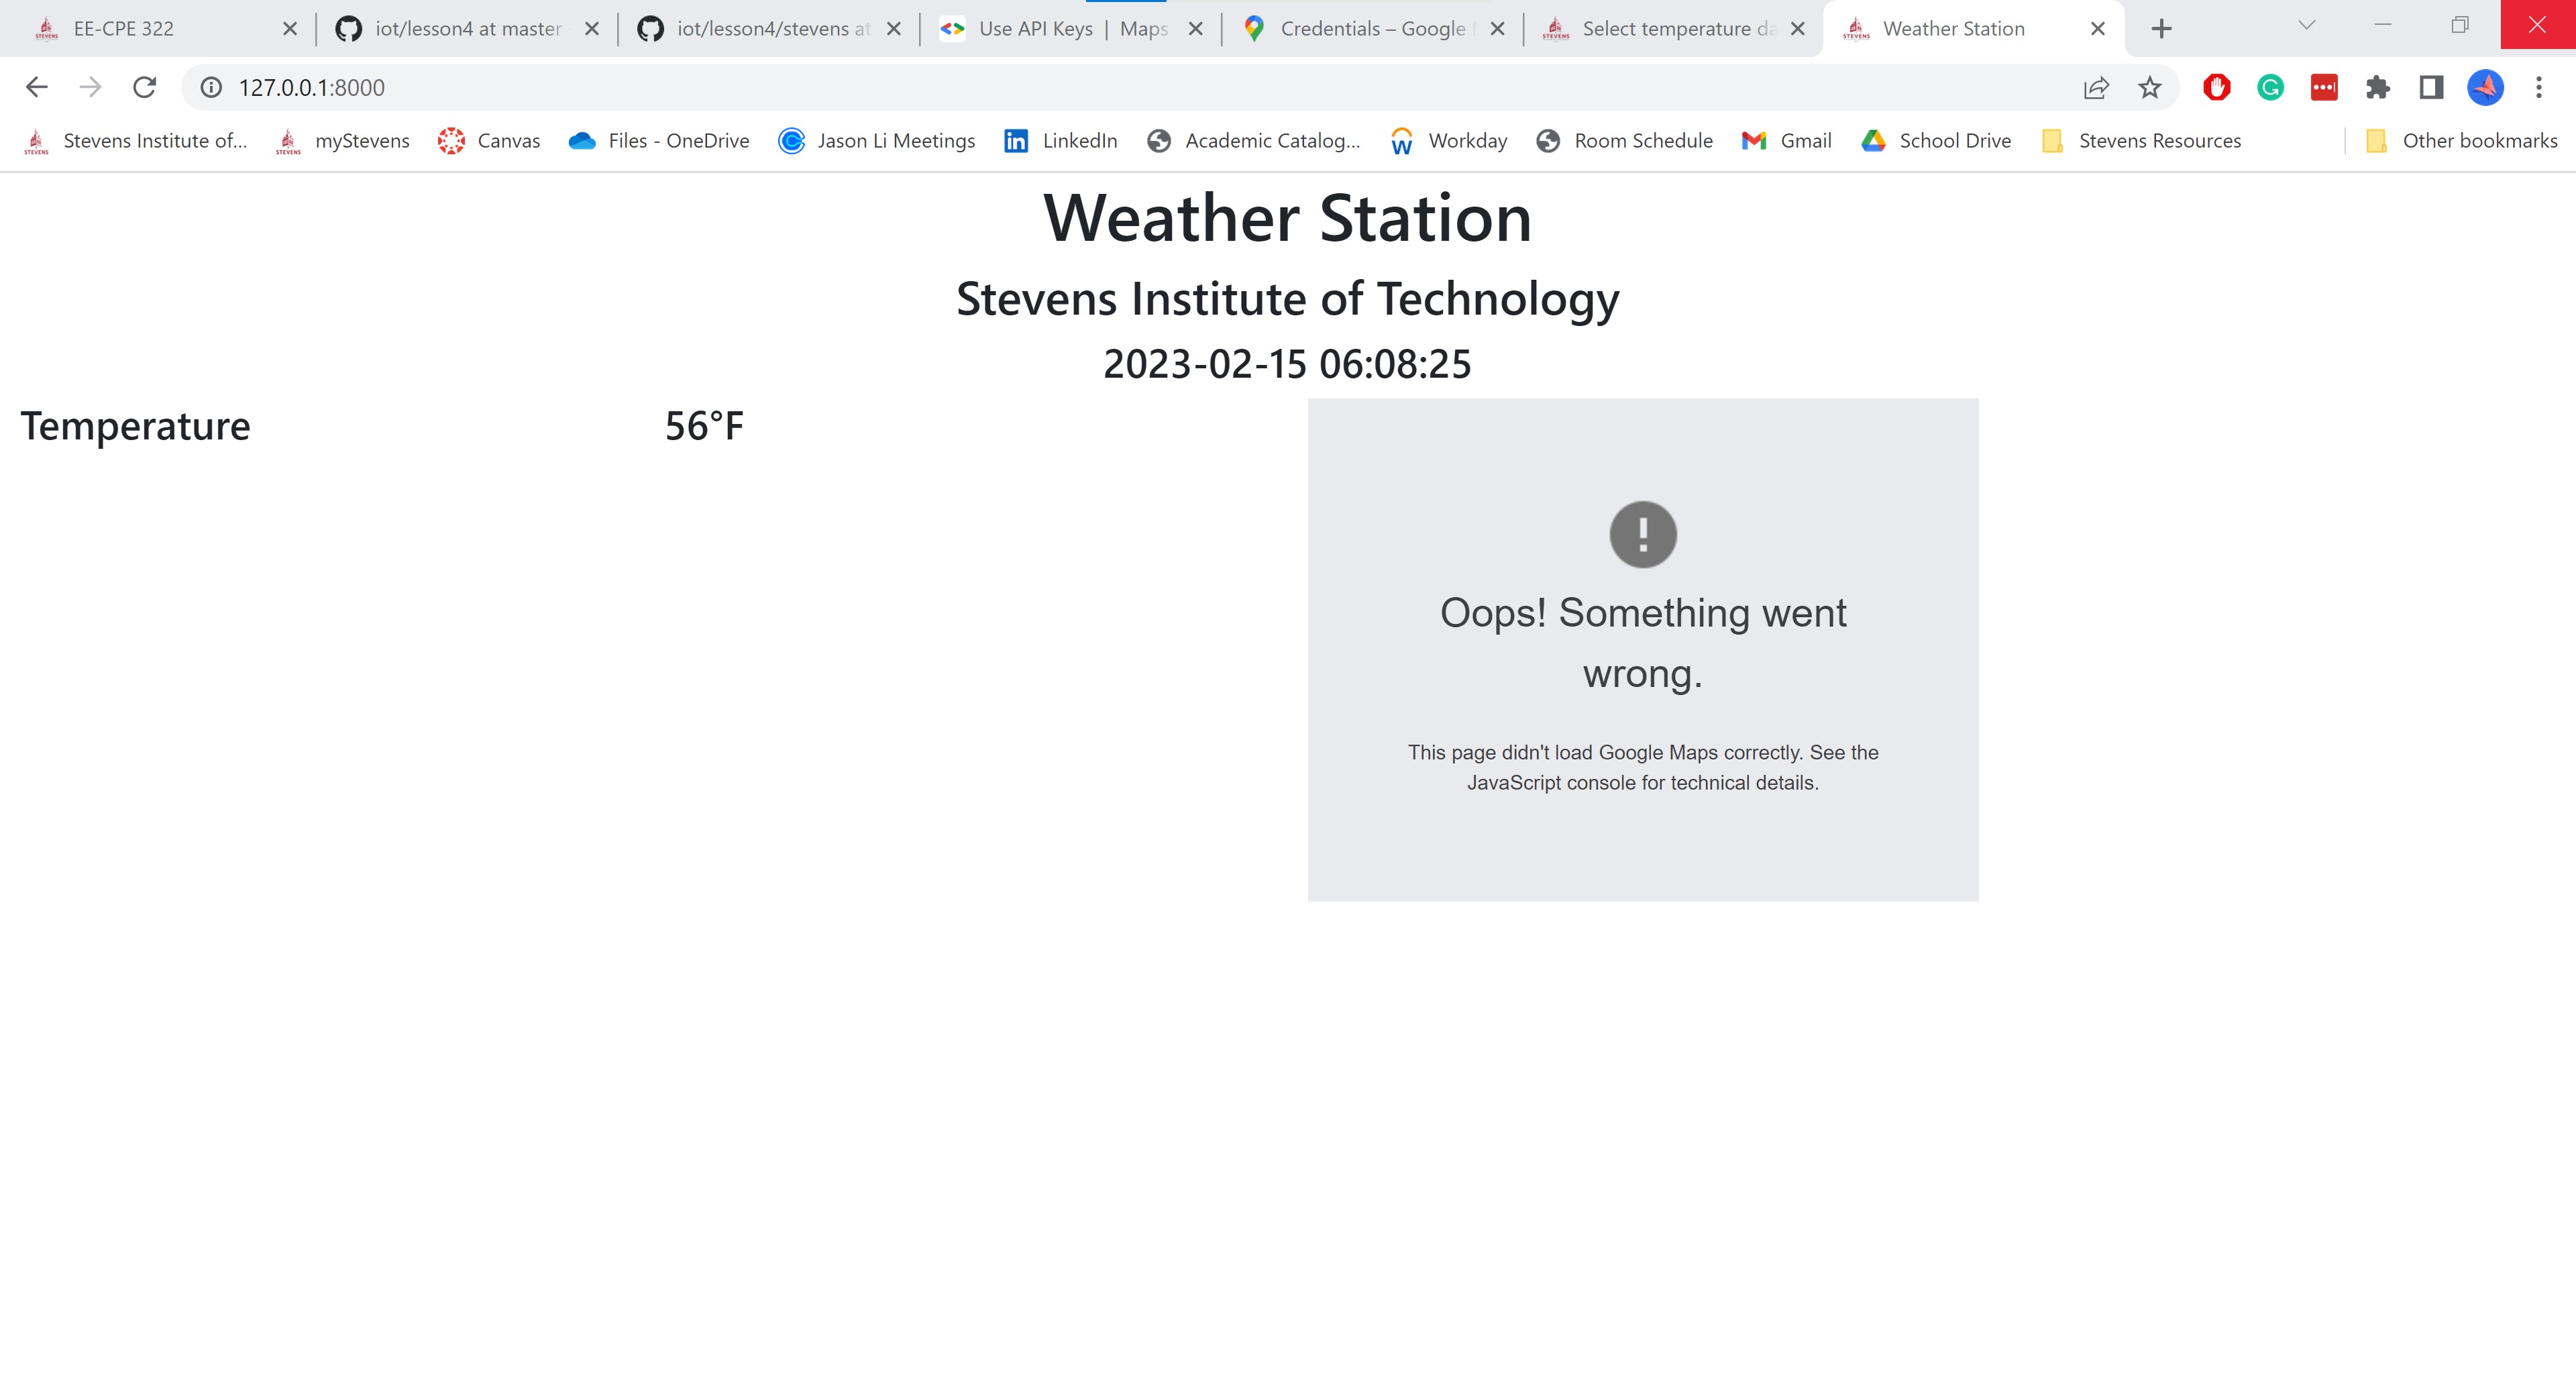 EE-CPE 322
iot/lesson4 at master
iot/lesson4/stevens at
Use API Keys | Maps
Credentials – Google
Select temperature da
Weather Station
127.0.0.1:8000
Stevens Institute of...
myStevens
Canvas
Files - OneDrive
Jason Li Meetings
LinkedIn
Academic Catalog...
Workday
Room Schedule
Gmail
School Drive
Stevens Resources
Other bookmarks
Weather Station
Stevens Institute of Technology
2023-02-15 06:08:25
Temperature 56°F
Oops! Something went
wrong.
This page didn't load Google Maps correctly. See the
JavaScript console for technical details.